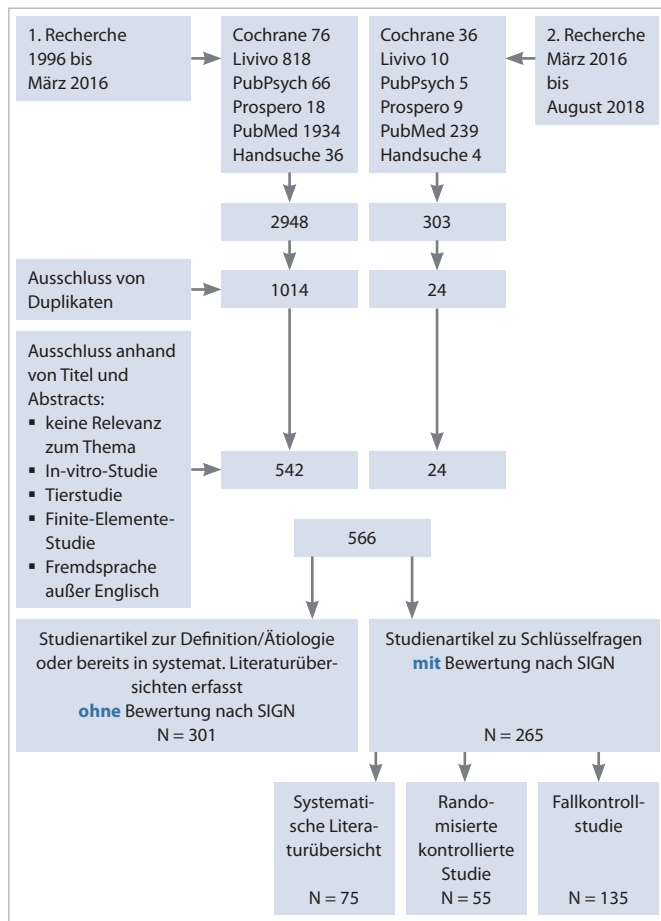 1. Recherche
1996 bis
März 2016
Cochrane 76
Livivo 818
PubPsych 66
Prospero 18
PubMed 1934
Handsuche 36
Cochrane 36
Livivo 10
PubPsych 5
Prospero 9
PubMed 239
Handsuche 4
2. Recherche
März 2016
bis
August 2018
2948
303
Ausschluss von
Duplikaten
1014
24
Ausschluss anhand
von Titel und
Abstracts:
▪ keine Relevanz
zum Thema
▪ In-vitro-Studie
▪ Tierstudie
▪ Finite-Elemente-
Studie
▪ Fremdsprache
außer Englisch
542
24
566
Studienartikel zur Definition/Ätiologie
oder bereits in systemat. Literaturüber-
sichten erfasst
ohne Bewertung nach SIGN
N = 301
Studienartikel zu Schlüsselfragen
mit Bewertung nach SIGN
N = 265
Systemati-
sche Litera-
turübersicht
N = 75
Rando-
misierte
kontrollierte
Studie
N = 55
Fallkontroll-
studie
N = 135